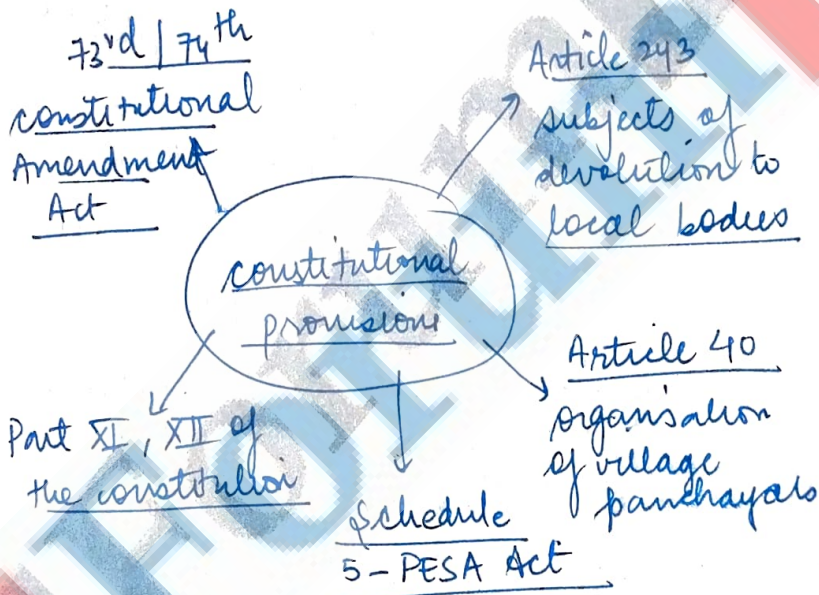 73rd | 74th
constitutional
Amendment
Act
Article 243
subjects of
devolution to
local bodies
constitutional
provisions
Article 40
organisation
of village
panchayats
Part XI, XII of
the constitution
Schedule
5 - PESA Act
Forum